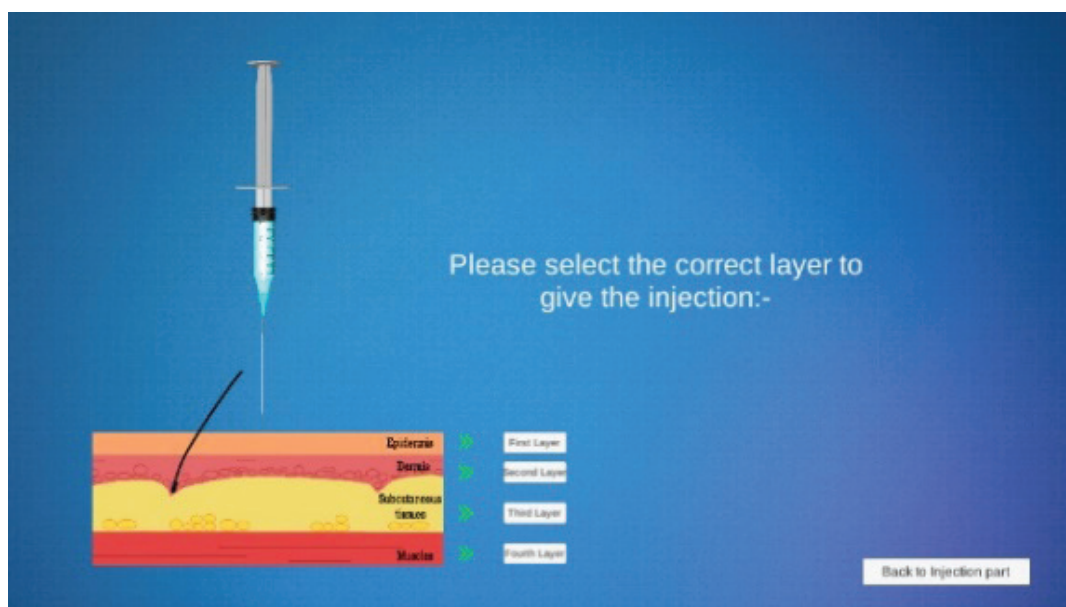 Please select the correct layer to
give the injection:-
Epidermis
First Layer
Dermis
Second Layer
Subcutaneous
tissues
Third Layer
Muscles
Fourth Layer
Back to Injection part